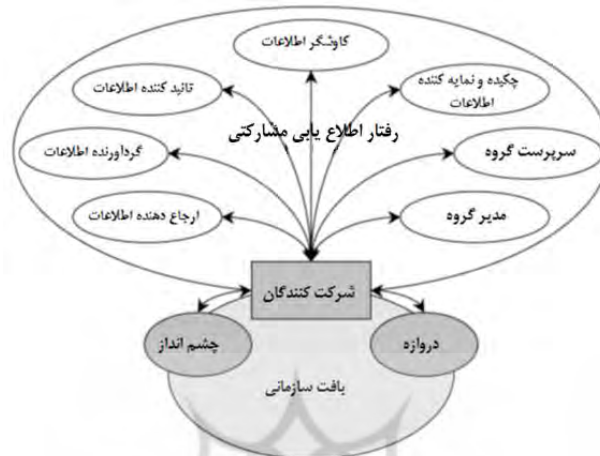 کاوشگر اطلاعات
چکیده و نمایه کننده
اطلاعات
تائید کننده اطلاعات
رفتار اطلاع یابی مشارکتی
سرپرست گروه
گردآورنده اطلاعات
مدیر گروه
ارجاع دهنده اطلاعات
شرکت کنندگان
دروازه
چشم انداز
بافت سازمانی